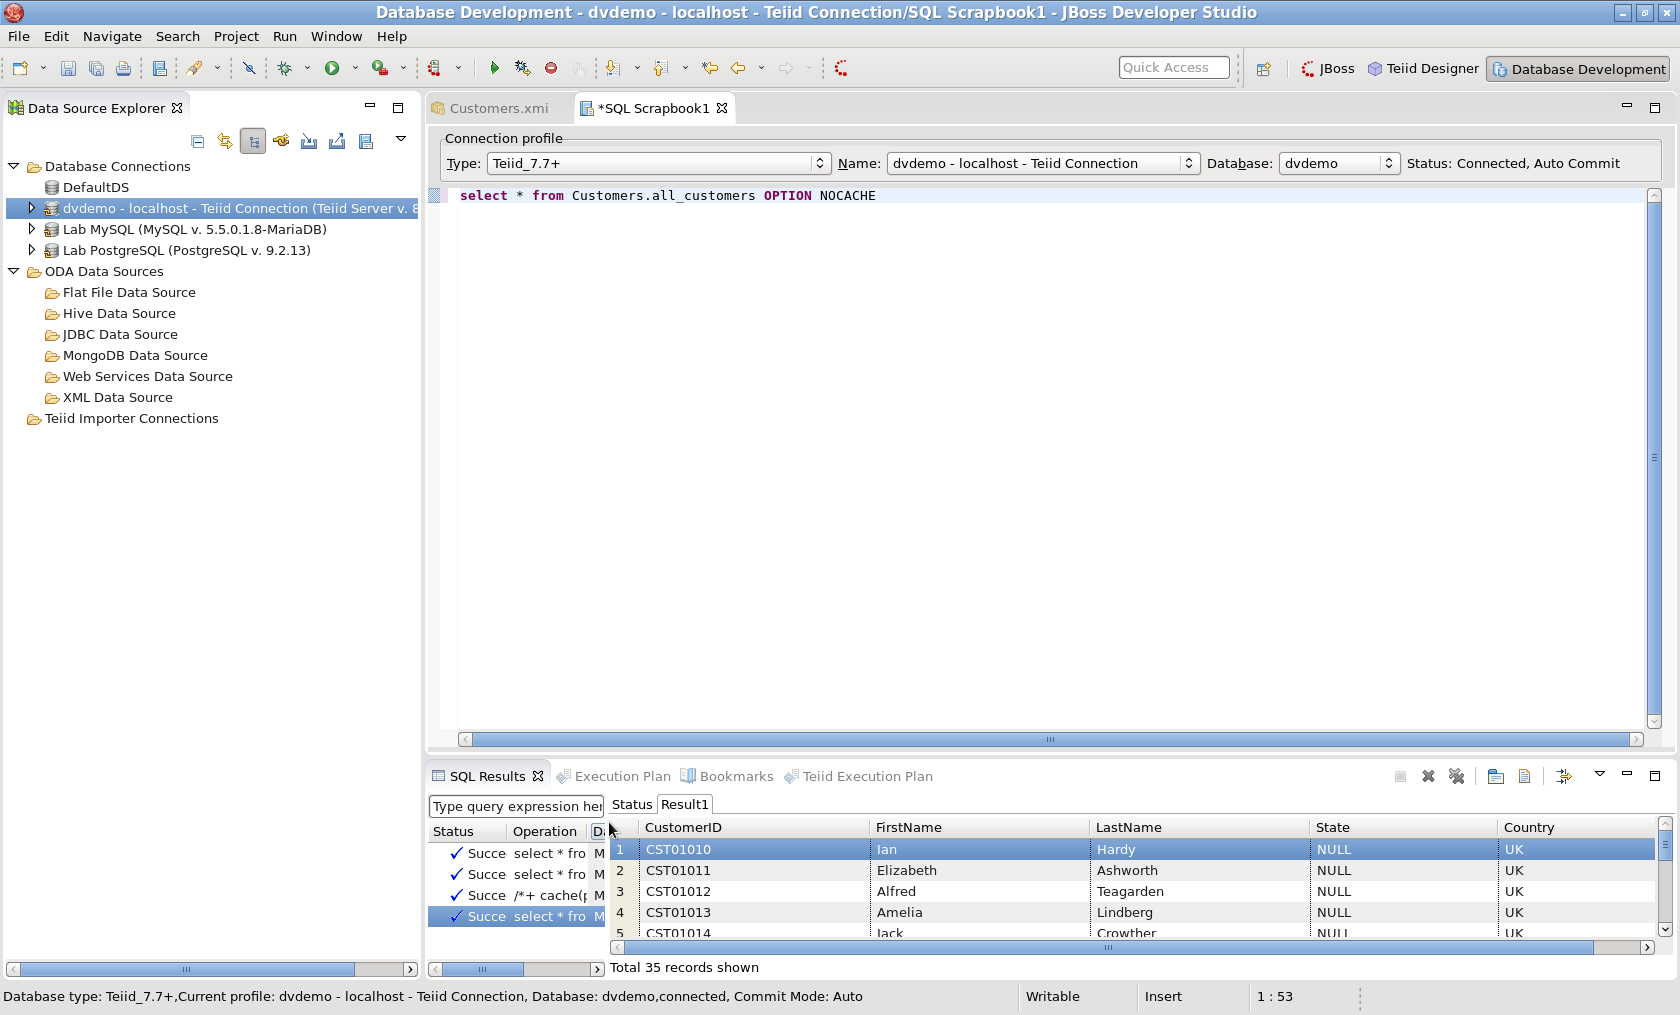 Database Development - dvdemo - localhost - Teiid Connection/SQL Scrapbook1 - JBoss Developer Studio
File Edit Navigate Search Project Run Window Help
Quick Access JBoss Teiid Designer Database Development
Data Source Explorer
Database Connections
DefaultDS
dvdemo - localhost - Teiid Connection (Teiid Server v. 8
Lab MySQL (MySQL v. 5.5.0.1.8-MariaDB)
Lab PostgreSQL (PostgreSQL v. 9.2.13)
ODA Data Sources
Flat File Data Source
Hive Data Source
JDBC Data Source
MongoDB Data Source
Web Services Data Source
XML Data Source
Teiid Importer Connections
Customers.xmi *SQL Scrapbook1
Connection profile
Type: Teiid_7.7+ Name: dvdemo - localhost - Teiid Connection Database: dvdemo Status: Connected, Auto Commit
select * from Customers.all_customers OPTION NOCACHE
SQL Results Execution Plan Bookmarks Teiid Execution Plan
Type query expression her
Status Operation Da
Succe select * fro M
Succe select * fro M
Succe /*+ cache(p M
Succe select * fro M
Status Result1
CustomerID FirstName LastName State Country
1 CST01010 Ian Hardy NULL UK
2 CST01011 Elizabeth Ashworth NULL UK
3 CST01012 Alfred Teagarden NULL UK
4 CST01013 Amelia Lindberg NULL UK
5 CST01014 Jack Crowther NULL UK
Total 35 records shown
Database type: Teiid_7.7+,Current profile: dvdemo - localhost - Teiid Connection, Database: dvdemo,connected, Commit Mode: Auto Writable Insert 1 : 53